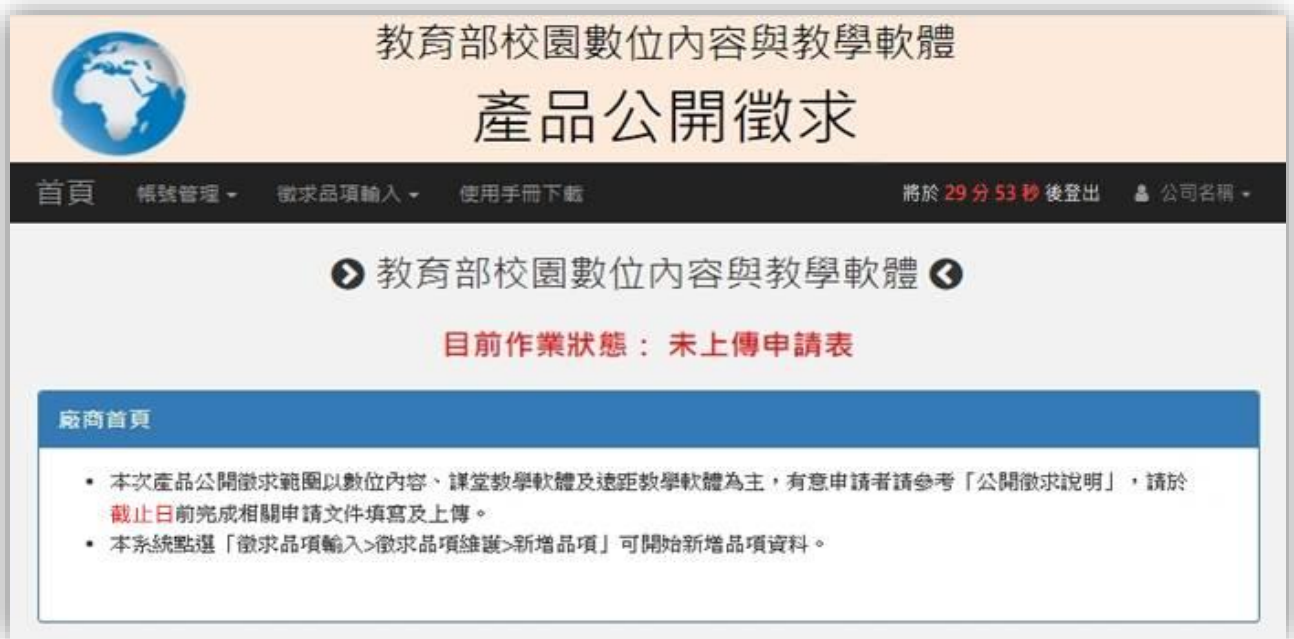 教育部校園數位內容與教學軟體
產品公開徵求
首頁 帳號管理 徵求品項輸入 使用手冊下載 將於 29 分 53 秒 後登出 公司名稱
教育部校園數位內容與教學軟體
目前作業狀態： 未上傳申請表
廠商首頁
• 本次產品公開徵求範圍以數位內容、課堂教學軟體及遠距教學軟體為主，有意申請者請參考「公開徵求說明」，請於
截止日前完成相關申請文件填寫及上傳。
• 本系統點選「徵求品項輸入>徵求品項維護>新增品項」可開始新增品項資料。